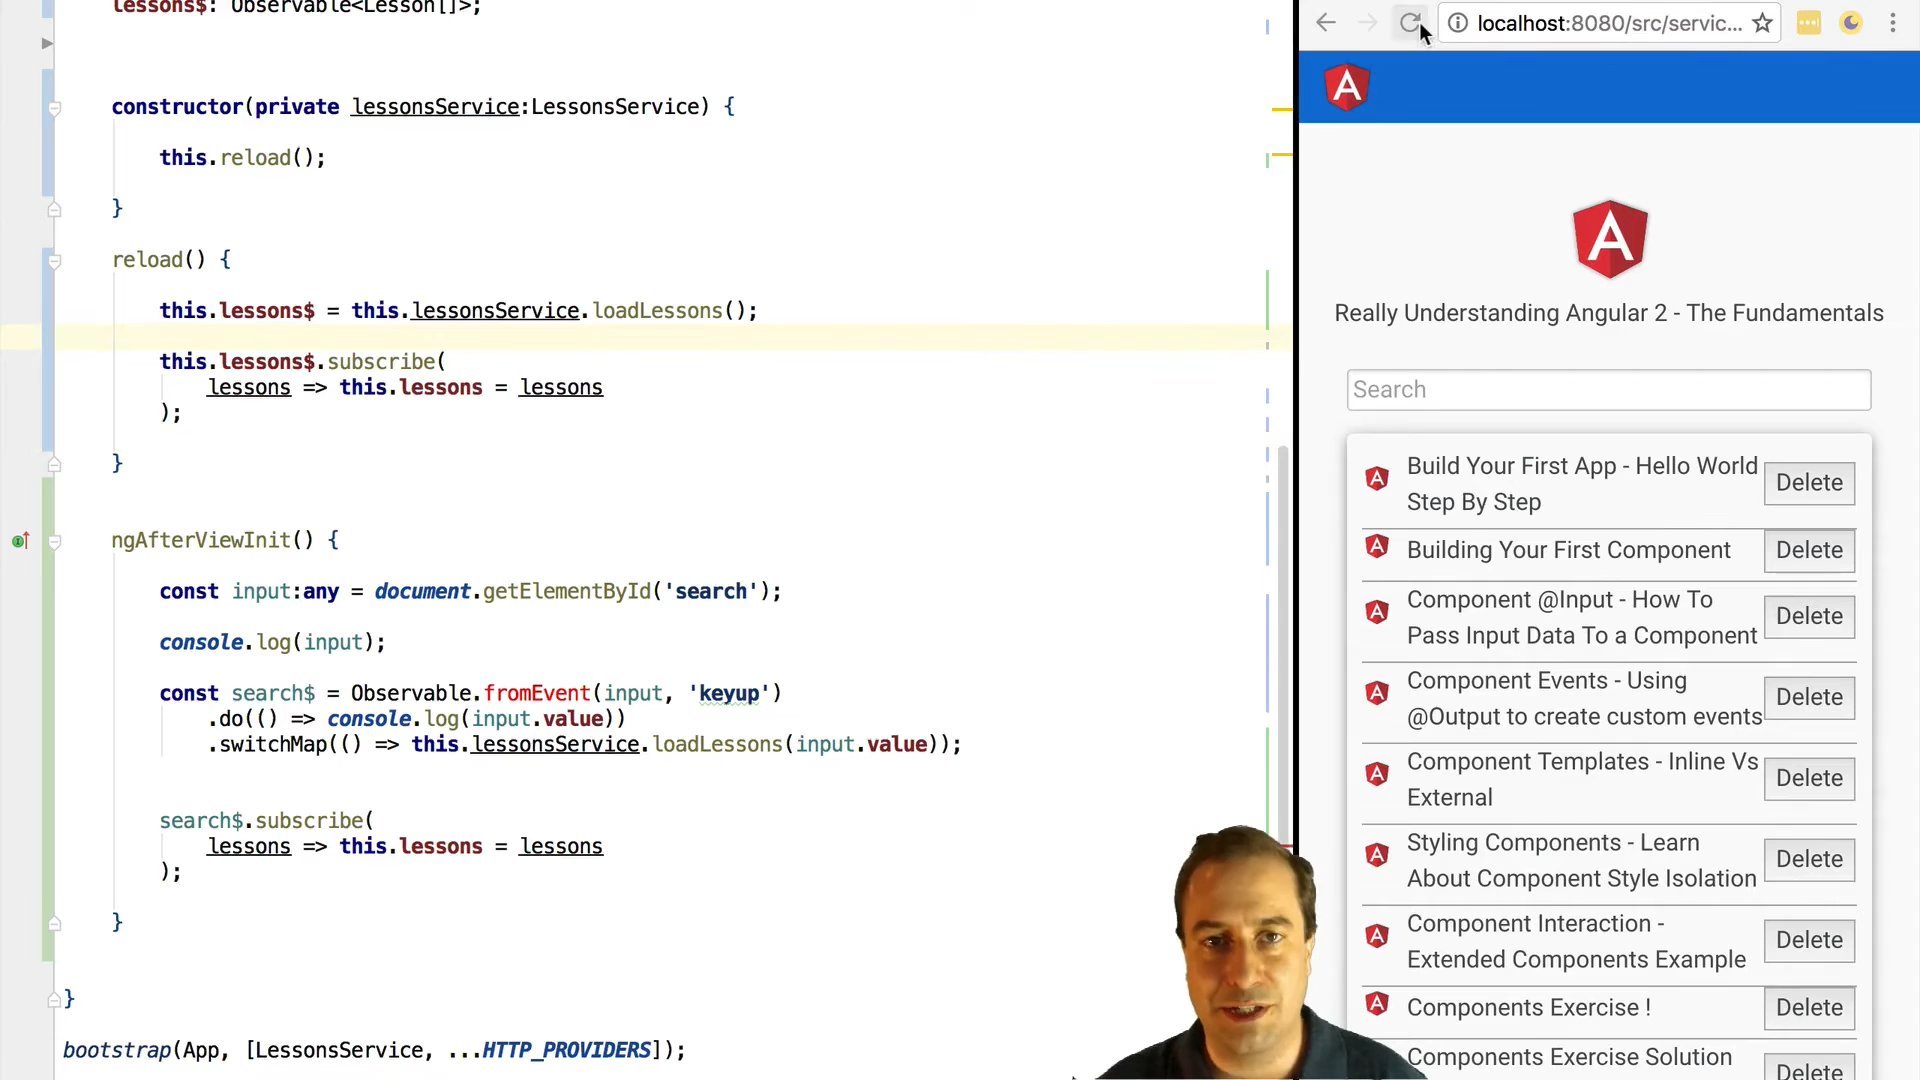 lessons$: Observable<Lesson[]>;
constructor(private lessonsService:LessonsService) {
this.reload();
}
reload() {
this.lessons$ = this.lessonsService.loadLessons();
this.lessons$.subscribe(
lessons => this.lessons = lessons
);
}
ngAfterViewInit() {
const input:any = document.getElementById('search');
console.log(input);
const search$ = Observable.fromEvent(input, 'keyup')
.do(() => console.log(input.value))
.switchMap(() => this.lessonsService.loadLessons(input.value));
search$.subscribe(
lessons => this.lessons = lessons
);
}
}
bootstrap(App, [LessonsService, ...HTTP_PROVIDERS]);
localhost:8080/src/servic...
A
A
Really Understanding Angular 2 - The Fundamentals
Search
Build Your First App - Hello World
Step By Step
Delete
Building Your First Component
Delete
Component @Input - How To
Pass Input Data To a Component
Delete
Component Events - Using
@Output to create custom events
Delete
Component Templates - Inline Vs
External
Delete
Styling Components - Learn
About Component Style Isolation
Delete
Component Interaction -
Extended Components Example
Delete
Components Exercise !
Delete
Components Exercise Solution
Delete